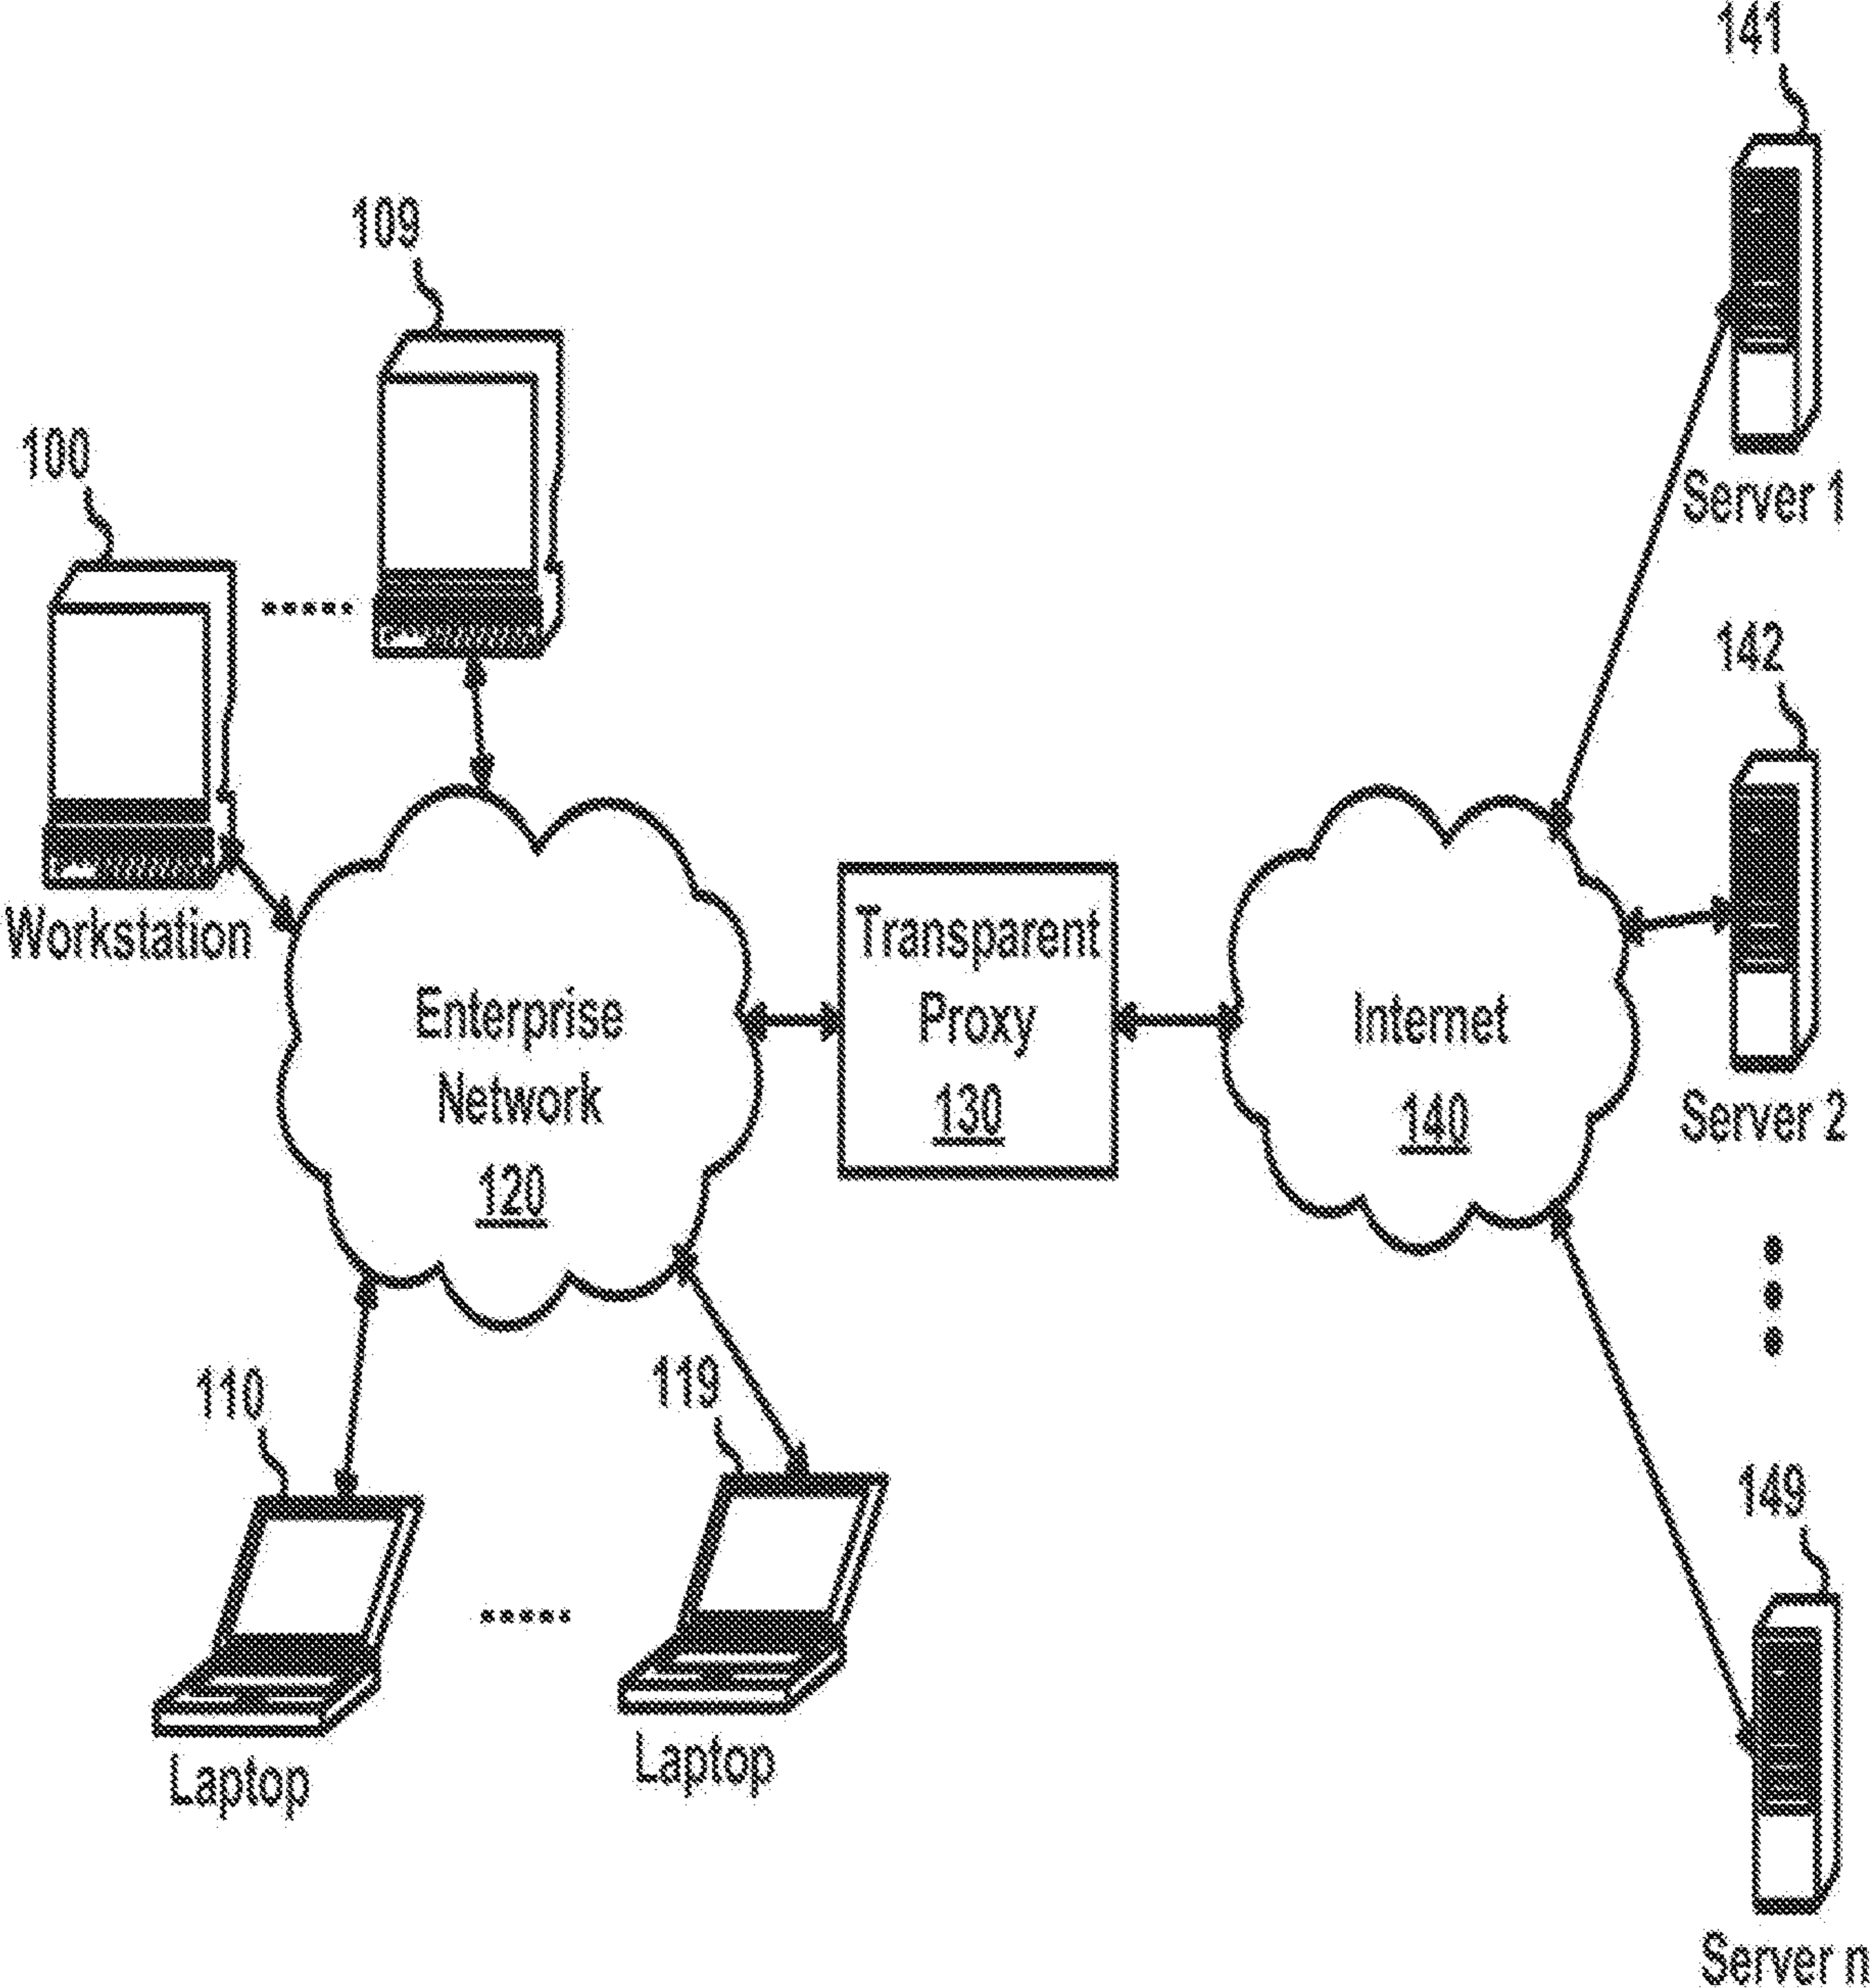 141
109
Server 1
100
142
Workstation
Transparent
Proxy
130
Enterprise
Network
120
Internet
140
Server 2
110
119
149
Laptop
Laptop
Server n